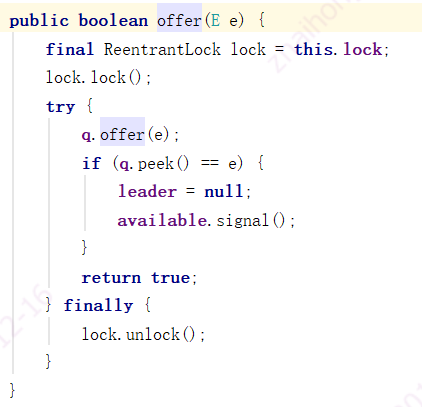 public boolean offer(E e) {
    final ReentrantLock lock = this.lock;
    lock.lock();
    try {
        q.offer(e);
        if (q.peek() == e) {
            leader = null;
            available.signal();
        }
        return true;
    } finally {
        lock.unlock();
    }
}